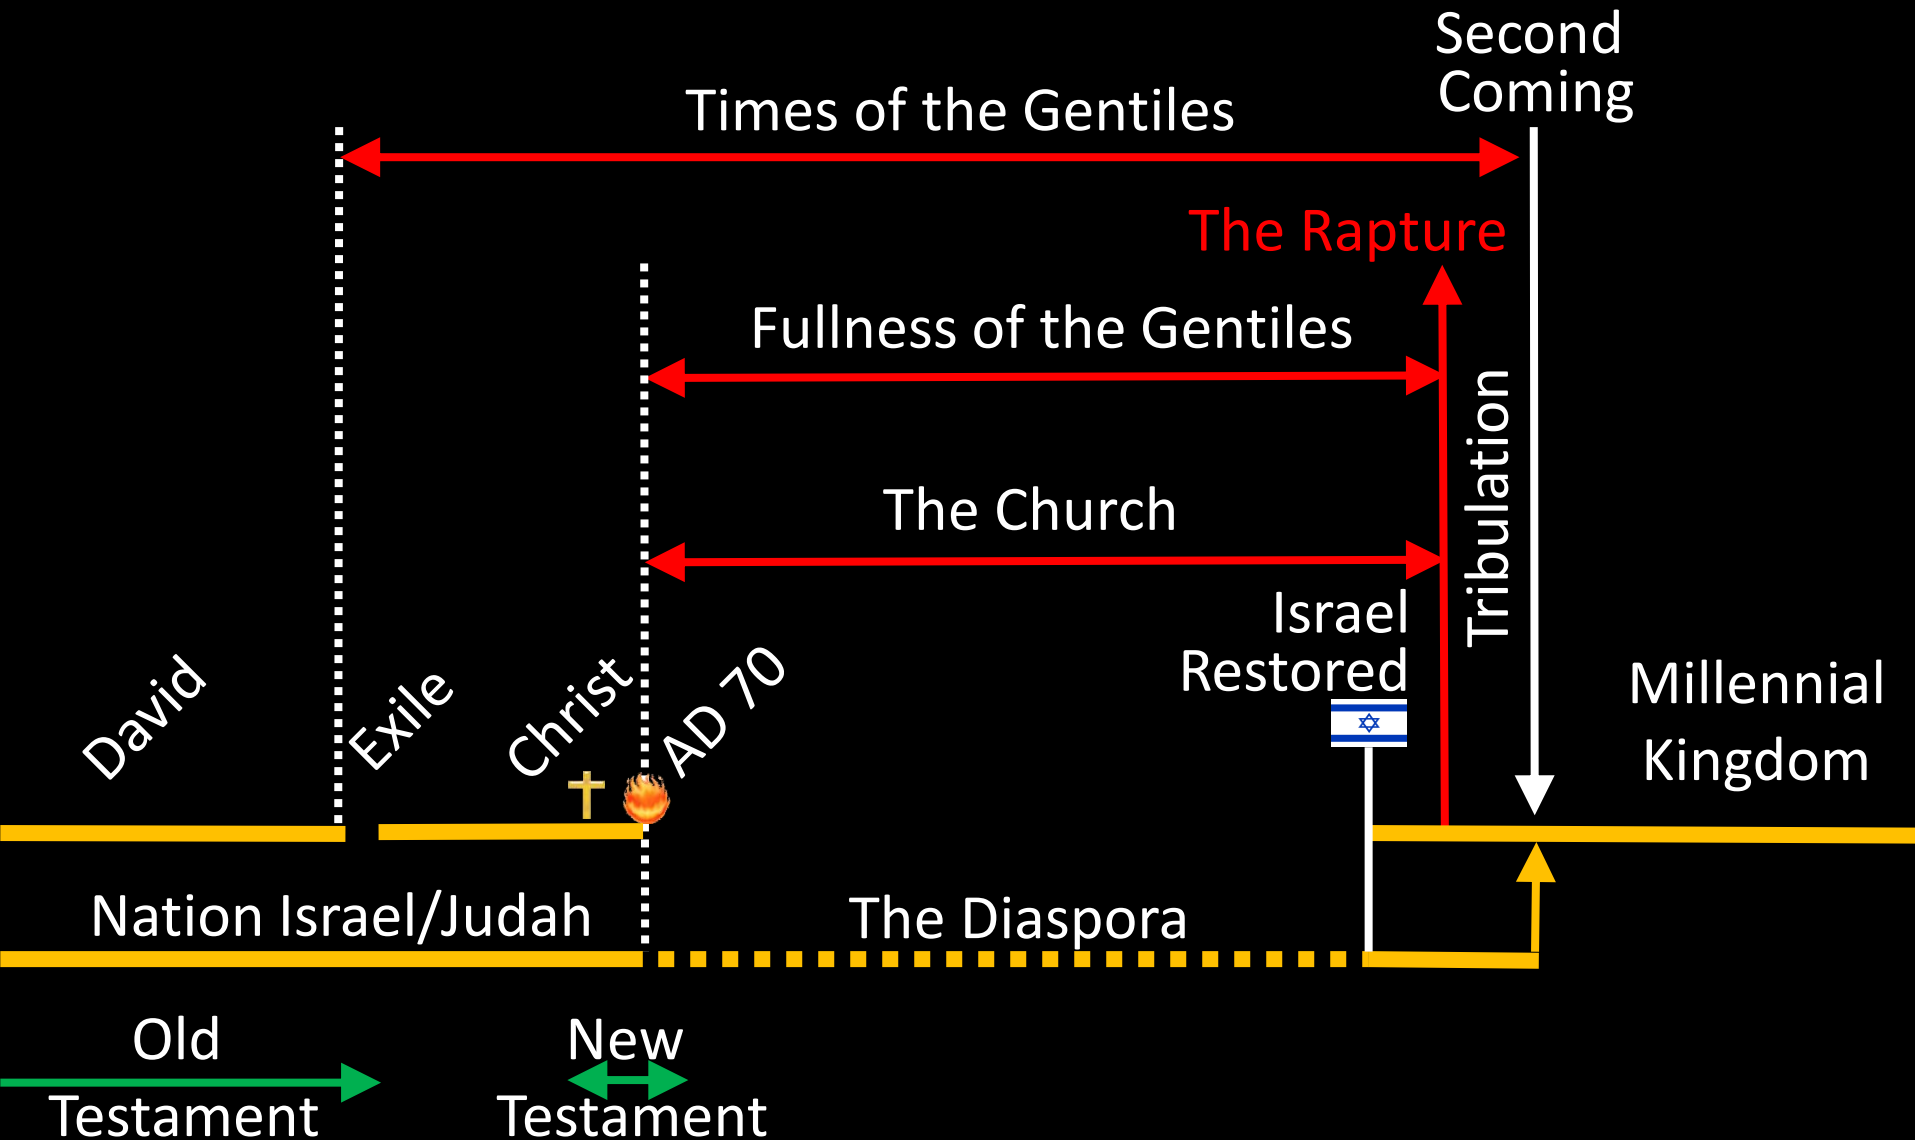 Second
Coming
Times of the Gentiles
The Rapture
Fullness of the Gentiles
Tribulation
The Church
Israel
Restored
David
Exile
Christ
AD 70
Millennial
Kingdom
Nation Israel/Judah
The Diaspora
Old
Testament
New
Testament